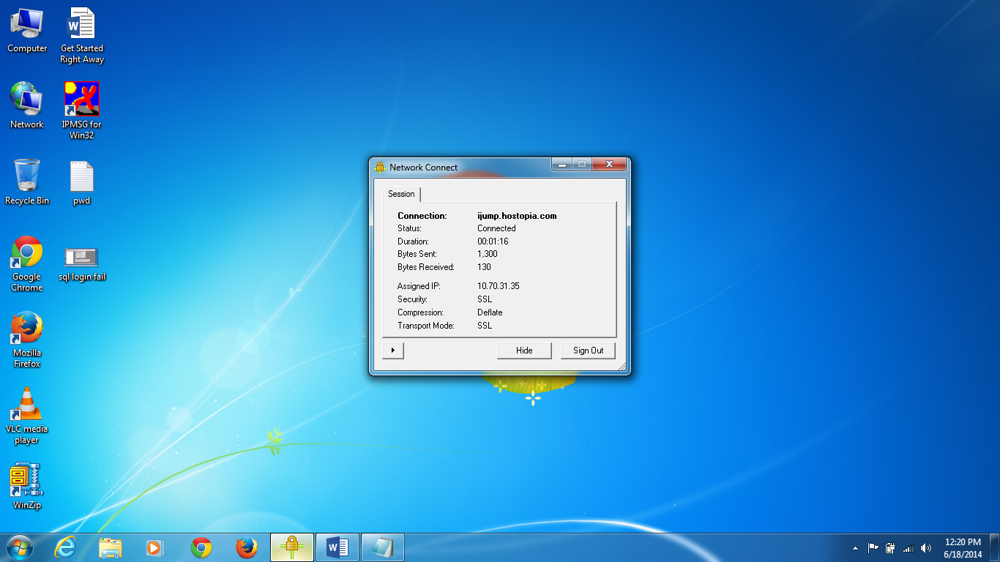 Computer
Get Started
Right Away
Network
IPMSG for
Win32
Recycle Bin
pwd
Google
Chrome
sql login fail
Mozilla
Firefox
VLC media
player
WinZip
Network Connect
Session
Connection: ijump.hostopia.com
Status: Connected
Duration: 00:01:16
Bytes Sent: 1,300
Bytes Received: 130
Assigned IP: 10.70.31.35
Security: SSL
Compression: Deflate
Transport Mode: SSL
Hide Sign Out
12:20 PM
6/18/2014